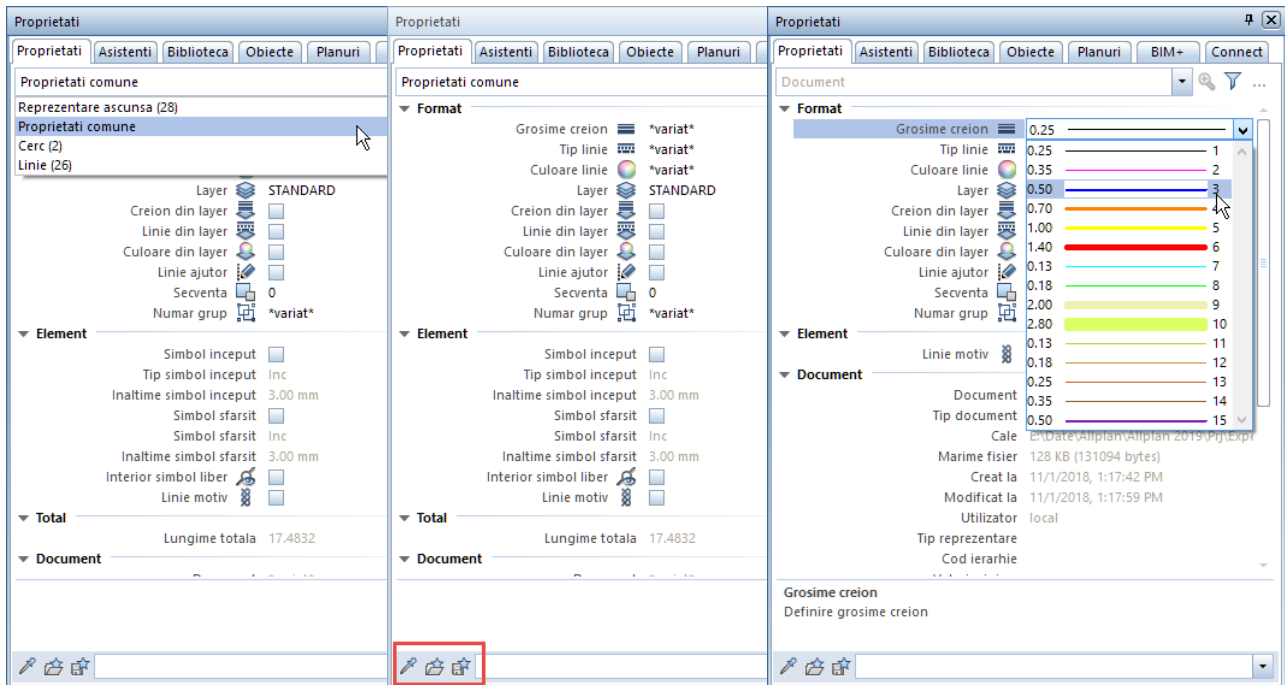 Proprietati
Proprietati Asistenti Biblioteca Obiecte Planuri
Proprietati comune
Reprezentare ascunsa (28)
Proprietati comune
Cerc (2)
Linie (26)
Layer STANDARD
Creion din layer
Linie din layer
Culoare din layer
Linie ajutor
Secventa 0
Numar grup *variat*
Element
Simbol inceput
Tip simbol inceput Inc
Inaltime simbol inceput 3.00 mm
Simbol sfarsit
Simbol sfarsit Inc
Inaltime simbol sfarsit 3.00 mm
Interior simbol liber
Linie motiv
Total
Lungime totala 17.4832
Document
Proprietati
Proprietati Asistenti Biblioteca Obiecte Planuri
Proprietati comune
Format
Grosime creion *variat*
Tip linie *variat*
Culoare linie *variat*
Layer STANDARD
Creion din layer
Linie din layer
Culoare din layer
Linie ajutor
Secventa 0
Numar grup *variat*
Element
Simbol inceput
Tip simbol inceput Inc
Inaltime simbol inceput 3.00 mm
Simbol sfarsit
Simbol sfarsit Inc
Inaltime simbol sfarsit 3.00 mm
Interior simbol liber
Linie motiv
Total
Lungime totala 17.4832
Document
Proprietati
Proprietati Asistenti Biblioteca Obiecte Planuri BIM+ Connect
Document ...
Format
Grosime creion 0.25
Tip linie 0.25 1
Culoare linie 0.35 2
Layer 0.50 3
Creion din layer 0.70 4
Linie din layer 1.00 5
Culoare din layer 1.40 6
Linie ajutor 0.13 7
Secventa 0.18 8
Numar grup 2.00 9
Element 2.80 10
Linie motiv 0.13 11
0.18 12
Document 0.25 13
Document 0.35 14
Tip document 0.50 15
Cale E:\Date\Allplan\Allplan 2019\Prj\Exp
Marime fisier 128 KB (131094 bytes)
Creat la 11/1/2018, 1:17:42 PM
Modificat la 11/1/2018, 1:17:59 PM
Utilizator local
Tip reprezentare
Cod ierarhie
Grosime creion
Definire grosime creion